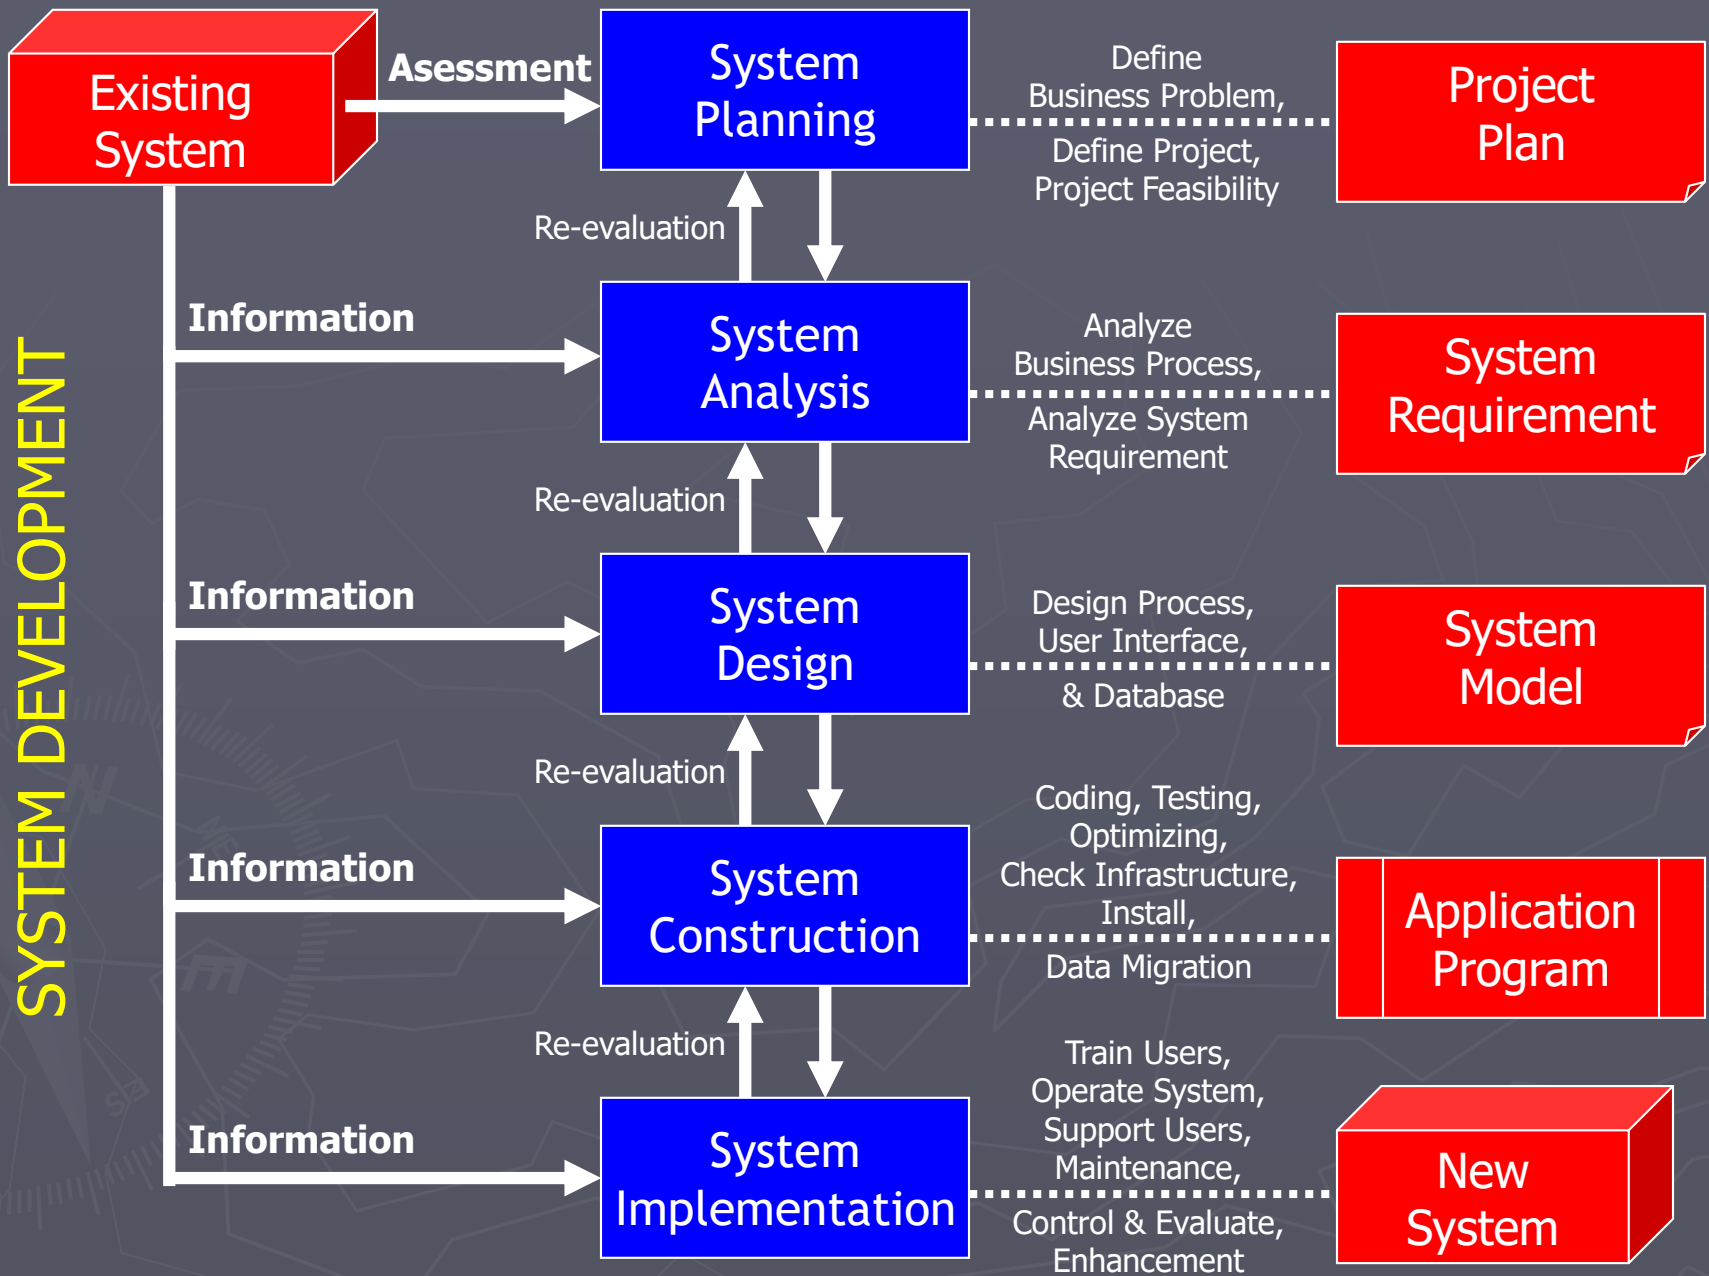 SYSTEM DEVELOPMENT
Existing
System
Asessment
System
Planning
Define
Business Problem,
Define Project,
Project Feasibility
Project
Plan
Re-evaluation
Information
System
Analysis
Analyze
Business Process,
Analyze System
Requirement
System
Requirement
Re-evaluation
Information
System
Design
Design Process,
User Interface,
& Database
System
Model
Re-evaluation
Information
System
Construction
Coding, Testing,
Optimizing,
Check Infrastructure,
Install,
Data Migration
Application
Program
Re-evaluation
Information
System
Implementation
Train Users,
Operate System,
Support Users,
Maintenance,
Control & Evaluate,
Enhancement
New
System
N
NE
E
SE